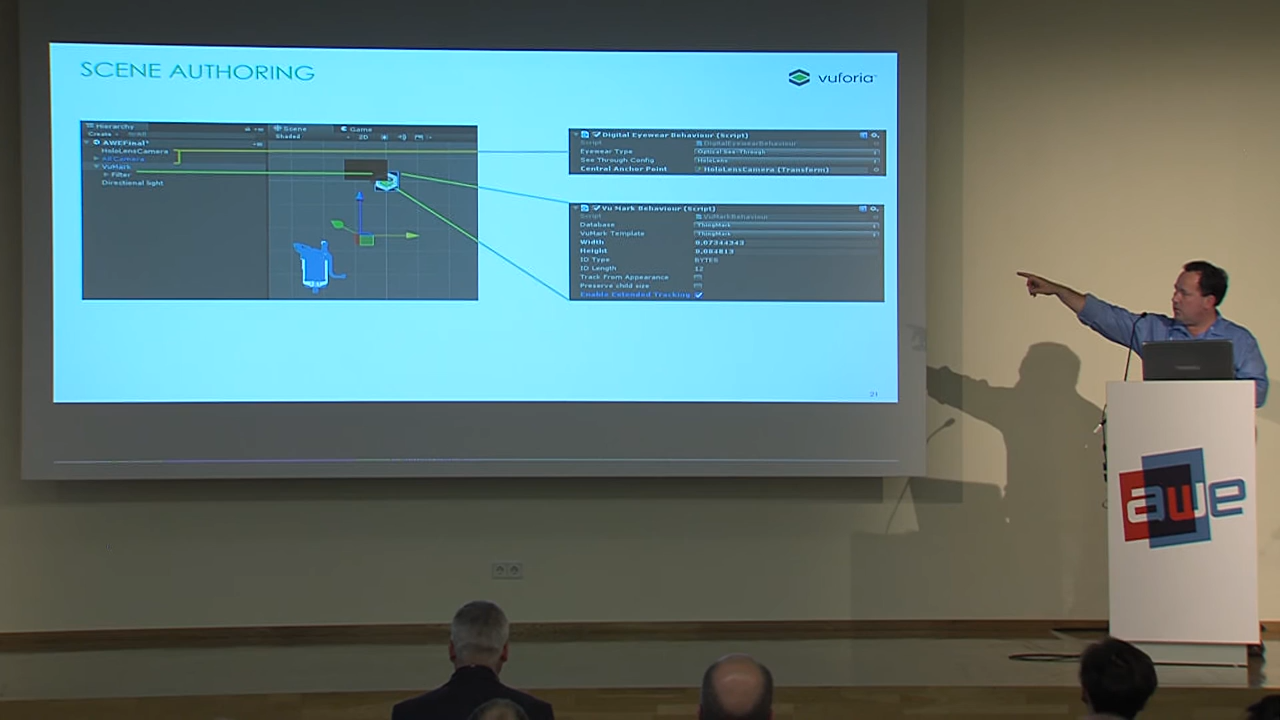 SCENE AUTHORING
vuforia
Hierarchy
Create
Scene
Game
Shaded
2D
AWEFinal*
HoloLensCamera
ARCamera
VuMark
Filter
Directional light
Digital Eyewear Behaviour (Script)
Script DigitalEyewearBehaviour
Eyewear Type Optical See-Through
See Through Config HoloLens
Central Anchor Point HoloLensCamera (Transform)
Vu Mark Behaviour (Script)
Script VuMarkBehaviour
Database ThingMark
VuMark Template ThingMark
Width 0.07344343
Height 0.084813
ID Type BYTES
ID Length 12
Track From Appearance
Preserve child size
Enable Extended Tracking
21
awe